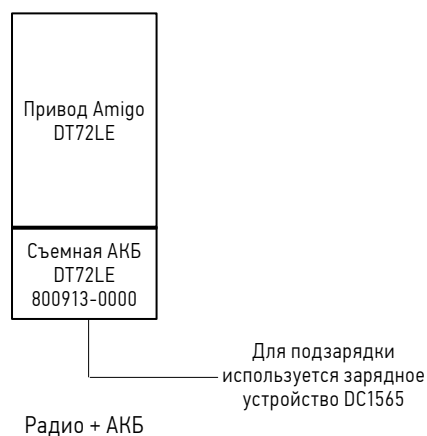 Привод Amigo
DT72LE
Съемная АКБ
DT72LE
800913-0000
Для подзарядки
используется зарядное
устройство DC1565
Радио + АКБ